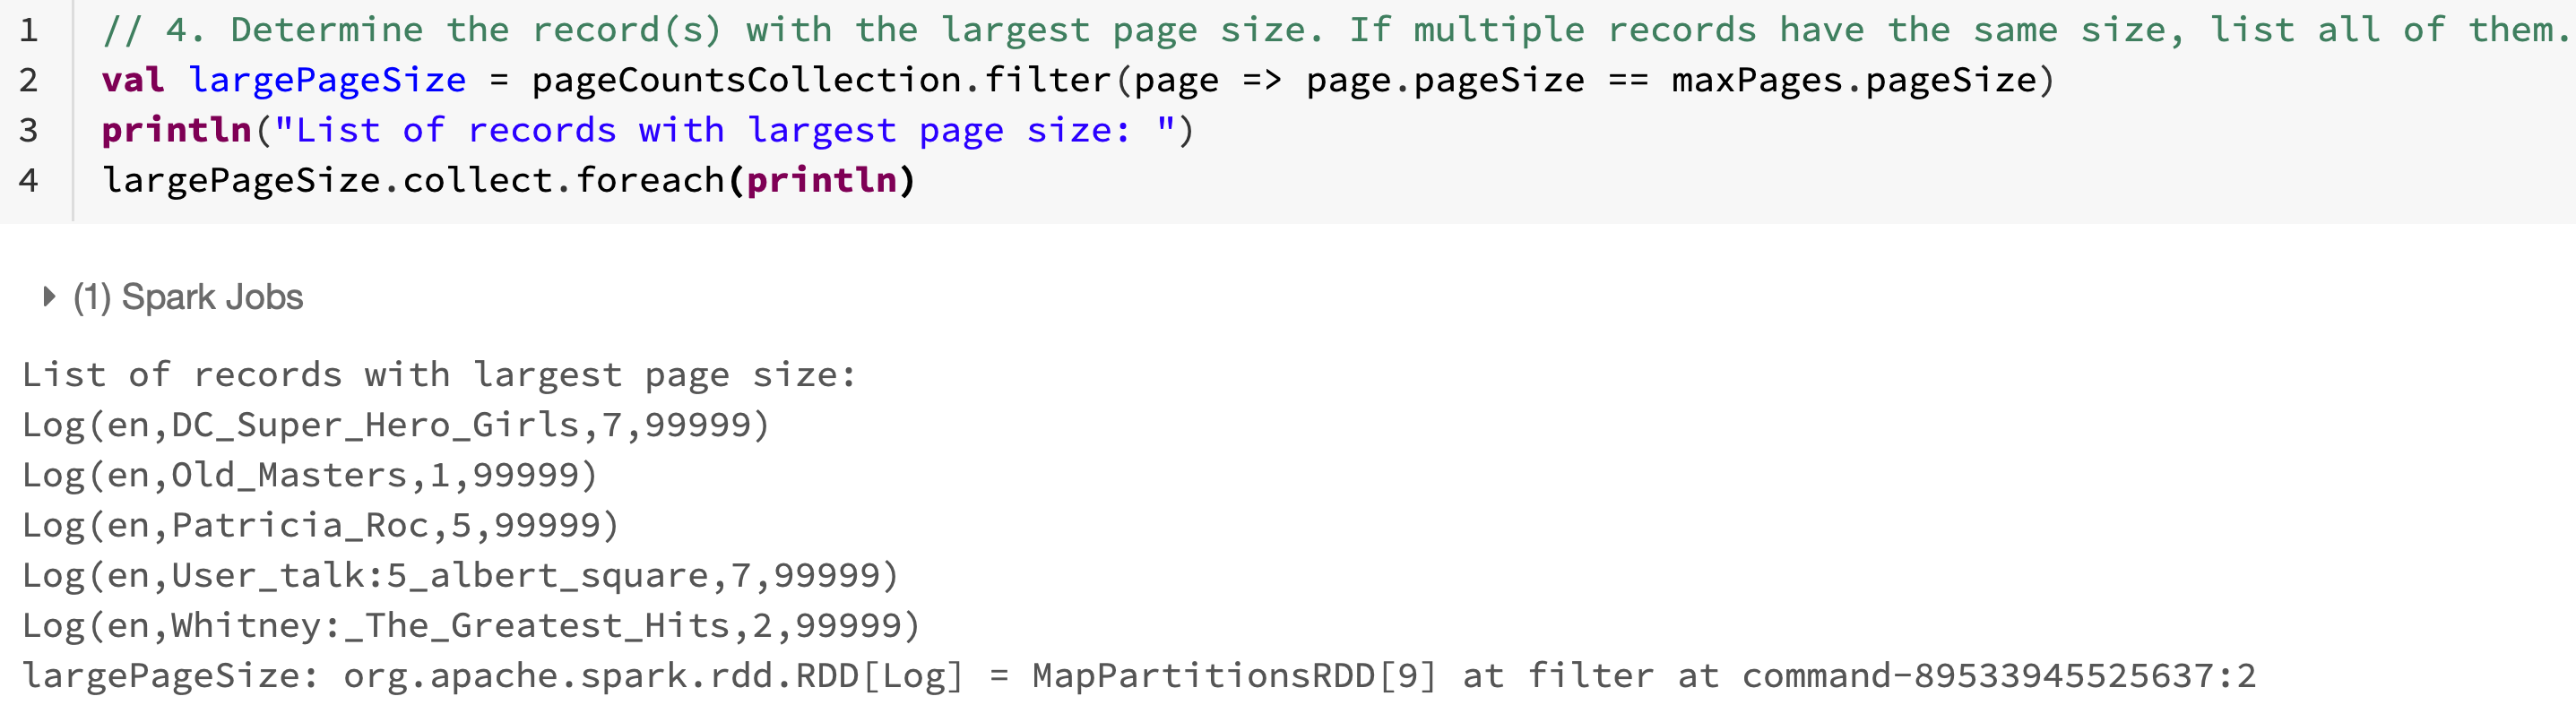 1 // 4. Determine the record(s) with the largest page size. If multiple records have the same size, list all of them.
2 val largePageSize = pageCountsCollection.filter(page => page.pageSize == maxPages.pageSize)
3 println("List of records with largest page size: ")
4 largePageSize.collect.foreach(println)
(1) Spark Jobs
List of records with largest page size:
Log(en,DC_Super_Hero_Girls,7,99999)
Log(en,Old_Masters,1,99999)
Log(en,Patricia_Roc,5,99999)
Log(en,User_talk:5_albert_square,7,99999)
Log(en,Whitney:_The_Greatest_Hits,2,99999)
largePageSize: org.apache.spark.rdd.RDD[Log] = MapPartitionsRDD[9] at filter at command-89533945525637:2